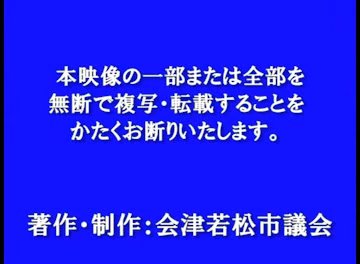 本映像の一部または全部を
無断で複写・転載することを
かたくお断りいたします。
著作・制作：会津若松市議会